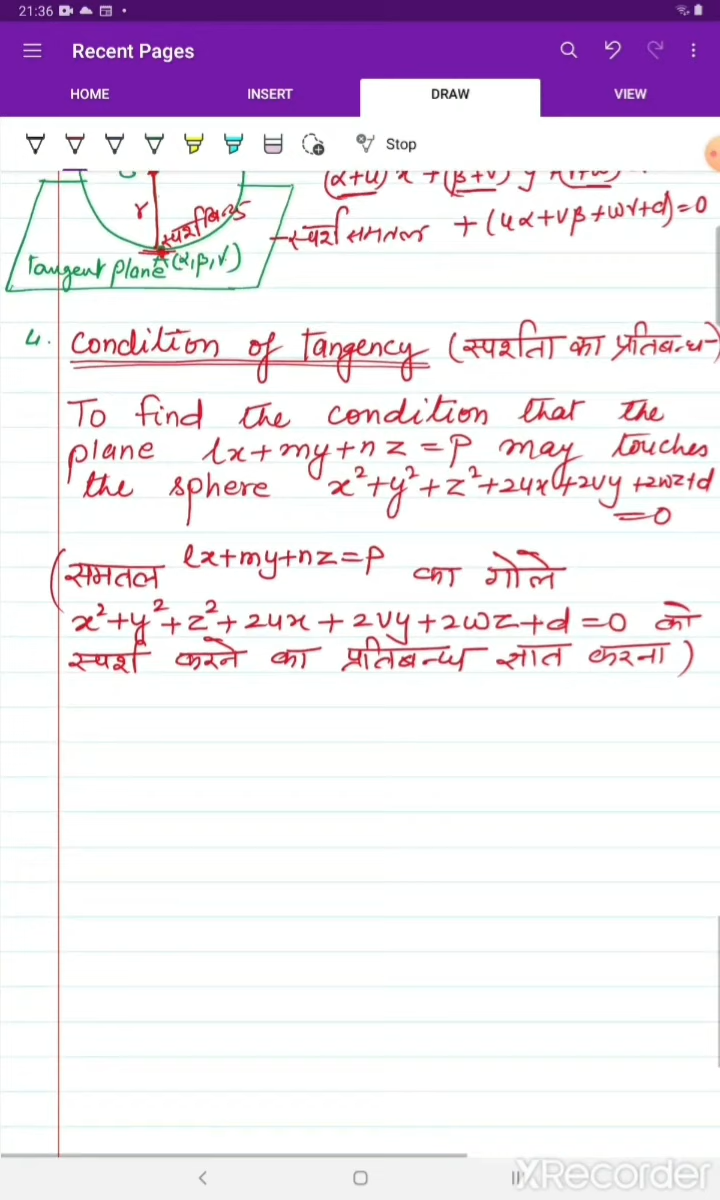 21:36
Recent Pages
HOME INSERT DRAW VIEW
Stop
(α+u)x+(β+v)y
स्पर्श समतल +(uα+vβ+wγ+d)=0
r स्पर्श बिन्दु
Tangent plane A(α,β,γ)
4. Condition of Tangency (स्पर्शता का प्रतिबन्ध)
To find the condition that the
plane lx+my+nz=p may touches
the sphere x²+y²+z²+2ux+2vy+2wz+d
=0
(समतल lx+my+nz=p का गोले
x²+y²+z²+2ux+2vy+2wz+d=0 को
स्पर्श करने का प्रतिबन्ध ज्ञात करना)
XRecorder